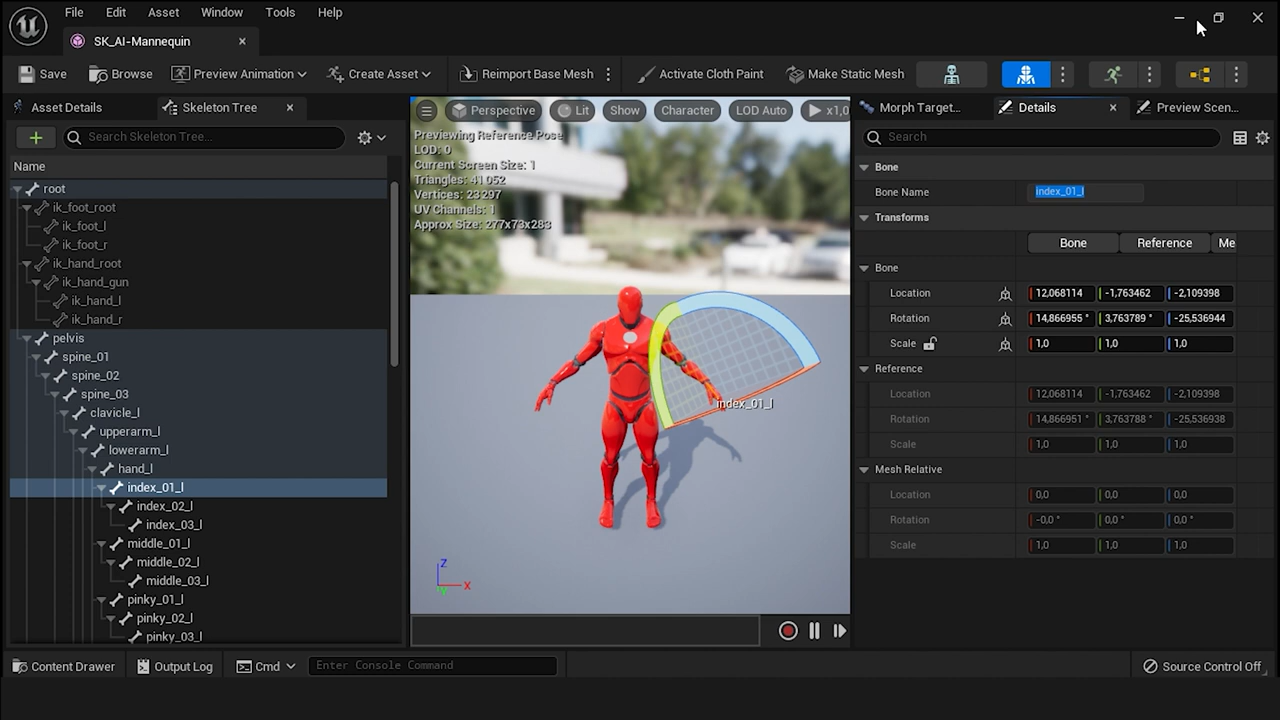 File Edit Asset Window Tools Help
SK_AI-Mannequin
Save Browse Preview Animation Create Asset Reimport Base Mesh Activate Cloth Paint Make Static Mesh
Asset Details Skeleton Tree
Search Skeleton Tree...
Name
root
ik_foot_root
ik_foot_l
ik_foot_r
ik_hand_root
ik_hand_gun
ik_hand_l
ik_hand_r
pelvis
spine_01
spine_02
spine_03
clavicle_l
upperarm_l
lowerarm_l
hand_l
index_01_l
index_02_l
index_03_l
middle_01_l
middle_02_l
middle_03_l
pinky_01_l
pinky_02_l
pinky_03_l
Perspective Lit Show Character LOD Auto x1,0
Previewing Reference Pose
LOD: 0
Current Screen Size: 1
Triangles: 41 052
Vertices: 23 297
UV Channels: 1
Approx Size: 277x73x283
index_01_l
Z
X
Y
Morph Target... Details Preview Scen...
Search
Bone
Bone Name index_01_l
Transforms
Bone Reference Me
Bone
Location 12,068114 -1,763462 -2,109398
Rotation 14,866955 ° 3,763789 ° -25,536944
Scale 1,0 1,0 1,0
Reference
Location 12,068114 -1,763462 -2,109398
Rotation 14,866951 ° 3,763788 ° -25,536938
Scale 1,0 1,0 1,0
Mesh Relative
Location 0,0 0,0 0,0
Rotation -0,0 ° 0,0 ° 0,0 °
Scale 1,0 1,0 1,0
Content Drawer Output Log Cmd Enter Console Command Source Control Off